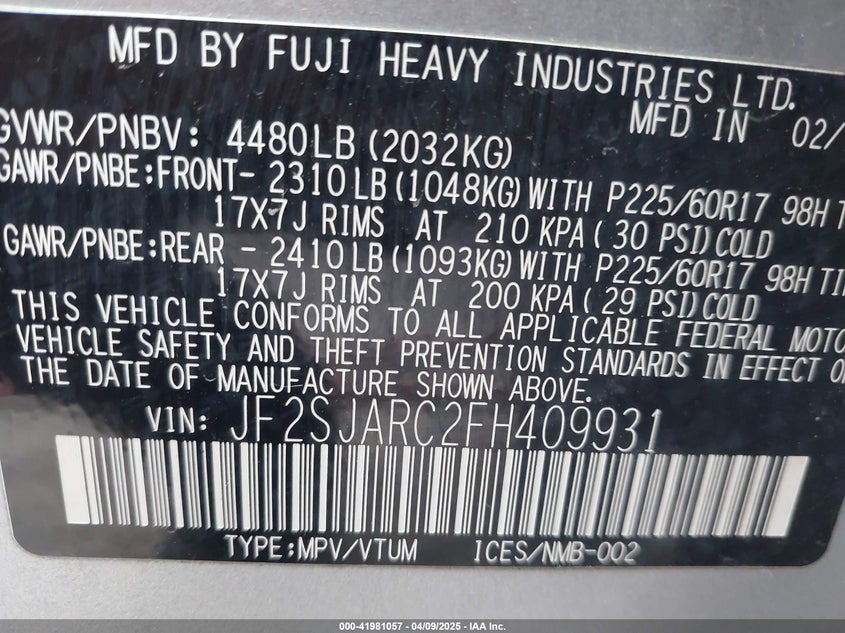 MFD BY FUJI HEAVY INDUSTRIES LTD.
MFD IN 02/
GVWR/PNBV: 4480LB (2032KG)
GAWR/PNBE:FRONT- 2310LB (1048KG) WITH P225/60R17 98H T
17X7J RIMS AT 210 KPA ( 30 PSI) COLD
GAWR/PNBE:REAR - 2410LB (1093KG) WITH P225/60R17 98H TI
17X7J RIMS AT 200 KPA ( 29 PSI) COLD
THIS VEHICLE CONFORMS TO ALL APPLICABLE FEDERAL MOTO
VEHICLE SAFETY AND THEFT PREVENTION STANDARDS IN EFFECT O
THE DATE OF MANUFACTURE SHOWN ABOVE.
VIN: JF2SJARC2FH409931
TYPE:MPV/VTUM ICES/NMB-002
000-41981057 - 04/09/2025 - IAA Inc.